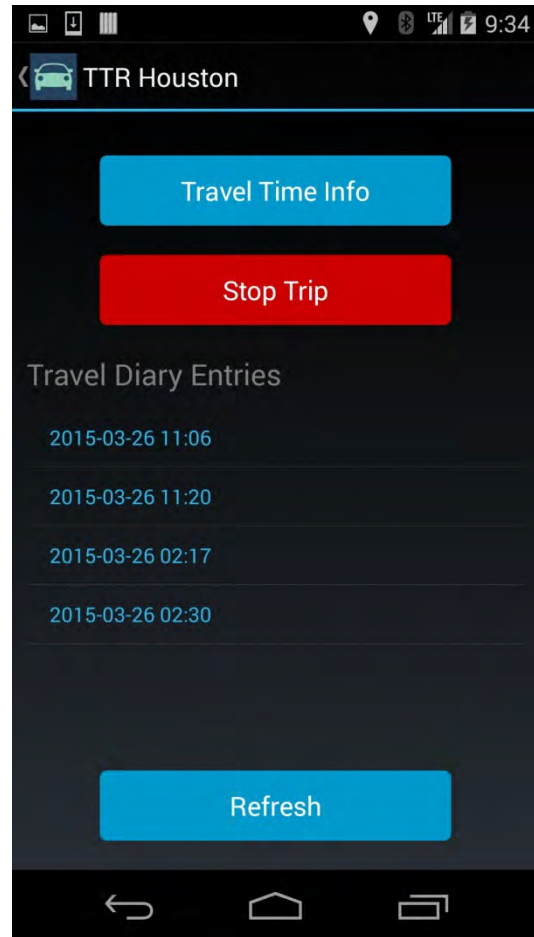 LTE 9:34
TTR Houston
Travel Time Info
Stop Trip
Travel Diary Entries
2015-03-26 11:06
2015-03-26 11:20
2015-03-26 02:17
2015-03-26 02:30
Refresh